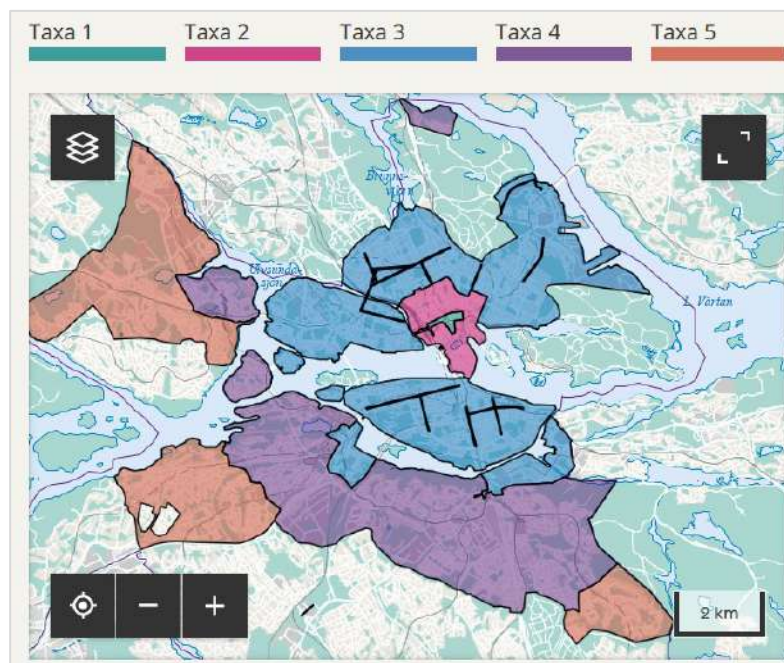 Taxa 1
Taxa 2
Taxa 3
Taxa 4
Taxa 5
Brunns-
viken
Ulvsunda-
sjön
L. Värtan
2 km